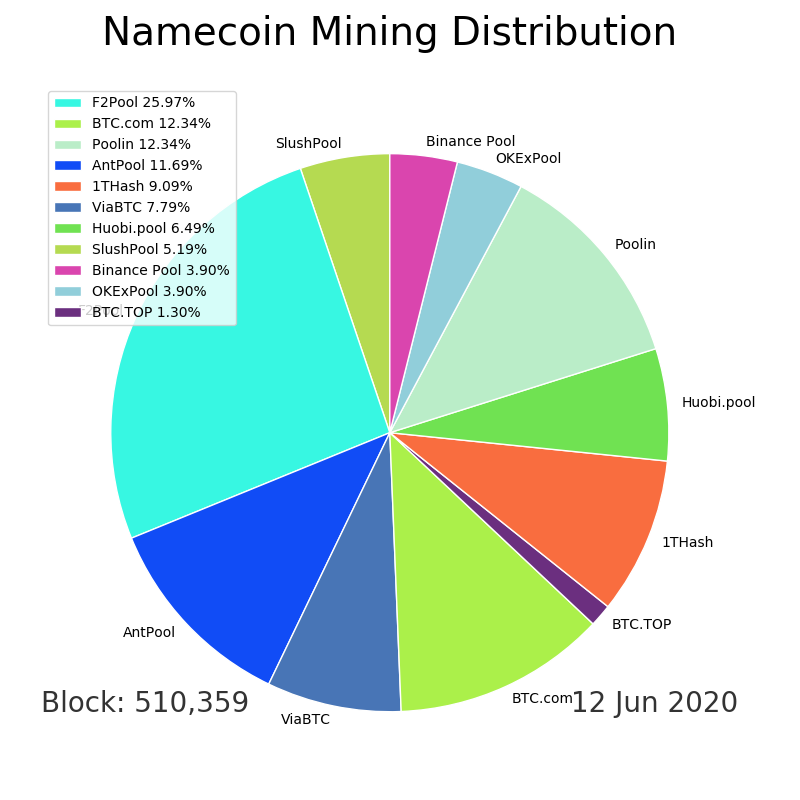 Namecoin Mining Distribution
F2Pool 25.97%
BTC.com 12.34%
Poolin 12.34%
AntPool 11.69%
1THash 9.09%
ViaBTC 7.79%
Huobi.pool 6.49%
SlushPool 5.19%
Binance Pool 3.90%
OKExPool 3.90%
BTC.TOP 1.30%
SlushPool
Binance Pool
OKExPool
Poolin
F2Pool
Huobi.pool
1THash
BTC.TOP
AntPool
BTC.com
ViaBTC
Block: 510,359
12 Jun 2020